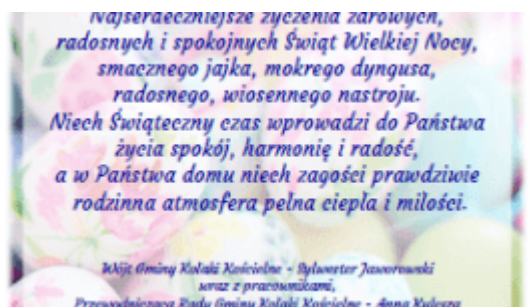 Najserdeczniejsze życzenia zdrowych,
radosnych i spokojnych Świąt Wielkiej Nocy,
smacznego jajka, mokrego dyngusa,
radosnego, wiosennego nastroju.
Niech Świąteczny czas wprowadzi do Państwa
życia spokój, harmonię i radość,
a w Państwa domu niech zagości prawdziwie
rodzinna atmosfera pełna ciepła i miłości.
Wójt Gminy Kołaki Kościelne - Sylwester Jaworowski
wraz z pracownikami,
Przewodnicząca Rady Gminy Kołaki Kościelne - Anna Kulesza